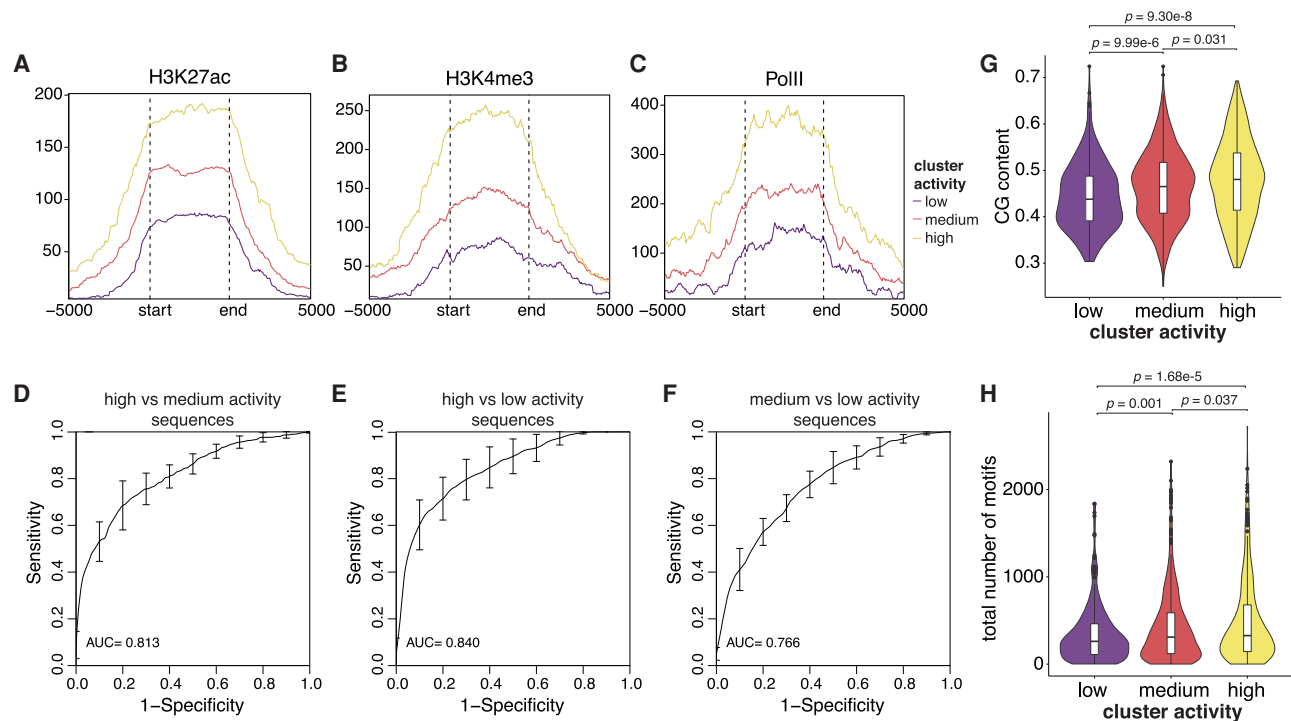 A
H3K27ac
200
150
100
50
−5000
start
end
5000
B
H3K4me3
250
200
150
100
50
−5000
start
end
5000
C
PolII
400
300
200
100
−5000
start
end
5000
cluster
activity
low
medium
high
D
high vs medium activity
sequences
Sensitivity
1.0
0.8
0.6
0.4
0.2
0.0
AUC= 0.813
0.0 0.2 0.4 0.6 0.8 1.0
1−Specificity
E
high vs low activity
sequences
Sensitivity
1.0
0.8
0.6
0.4
0.2
0.0
AUC= 0.840
0.0 0.2 0.4 0.6 0.8 1.0
1−Specificity
F
medium vs low activity
sequences
Sensitivity
1.0
0.8
0.6
0.4
0.2
0.0
AUC= 0.766
0.0 0.2 0.4 0.6 0.8 1.0
1−Specificity
G
p = 9.30e-8
p = 9.99e-6
p = 0.031
CG content
0.7
0.6
0.5
0.4
0.3
low medium high
cluster activity
H
p = 1.68e-5
p = 0.001
p = 0.037
total number of motifs
2000
1000
0
low medium high
cluster activity